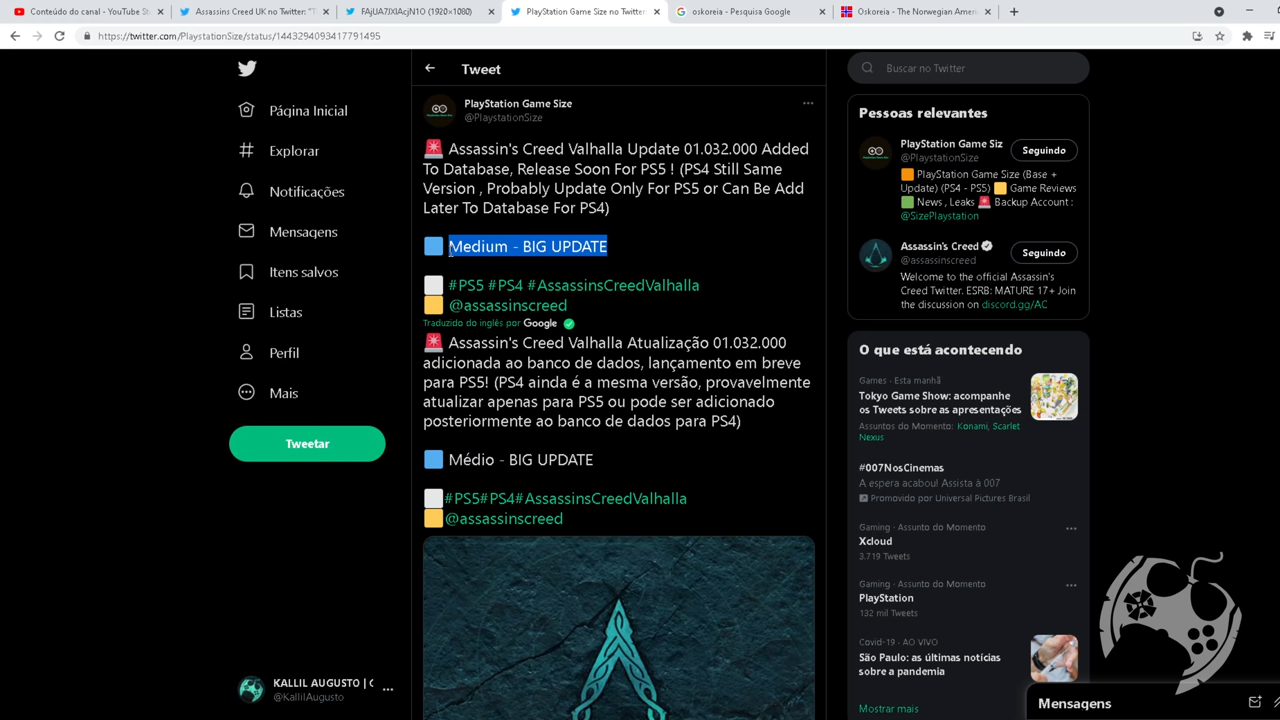 Conteúdo do canal - YouTube St
Assassins Creed UK no Twitter: "T
FAjUA7JXIAcjN1O (1920×1080)
PlayStation Game Size no Twitter
oskoreia - Pesquisa Google
Oskoreia - The Norwegian Amer
https://twitter.com/PlaystationSize/status/1443294093417791495
Página Inicial
Explorar
Notificações
Mensagens
Itens salvos
Listas
Perfil
Mais
Tweetar
KALLIL AUGUSTO | C
@KallilAugusto
Tweet
PlayStation Game Size
@PlaystationSize
Assassin's Creed Valhalla Update 01.032.000 Added
To Database, Release Soon For PS5 ! (PS4 Still Same
Version , Probably Update Only For PS5 or Can Be Add
Later To Database For PS4)
Medium - BIG UPDATE
#PS5 #PS4 #AssassinsCreedValhalla
@assassinscreed
Traduzido do inglês por Google
Assassin's Creed Valhalla Atualização 01.032.000
adicionada ao banco de dados, lançamento em breve
para PS5! (PS4 ainda é a mesma versão, provavelmente
atualizar apenas para PS5 ou pode ser adicionado
posteriormente ao banco de dados para PS4)
Médio - BIG UPDATE
#PS5#PS4#AssassinsCreedValhalla
@assassinscreed
Buscar no Twitter
Pessoas relevantes
PlayStation Game Siz
@PlaystationSize
Seguindo
PlayStation Game Size (Base +
Update) (PS4 - PS5) Game Reviews
News , Leaks Backup Account :
@SizePlaystation
Assassin's Creed
@assassinscreed
Seguindo
Welcome to the official Assassin's
Creed Twitter. ESRB: MATURE 17+ Join
the discussion on discord.gg/AC
O que está acontecendo
Games · Esta manhã
Tokyo Game Show: acompanhe
os Tweets sobre as apresentações
Assuntos do Momento: Konami, Scarlet
Nexus
#007NosCinemas
A espera acabou! Assista à 007
Promovido por Universal Pictures Brasil
Gaming · Assunto do Momento
Xcloud
3.719 Tweets
Gaming · Assunto do Momento
PlayStation
132 mil Tweets
Covid-19 · AO VIVO
São Paulo: as últimas notícias
sobre a pandemia
Mostrar mais
Mensagens